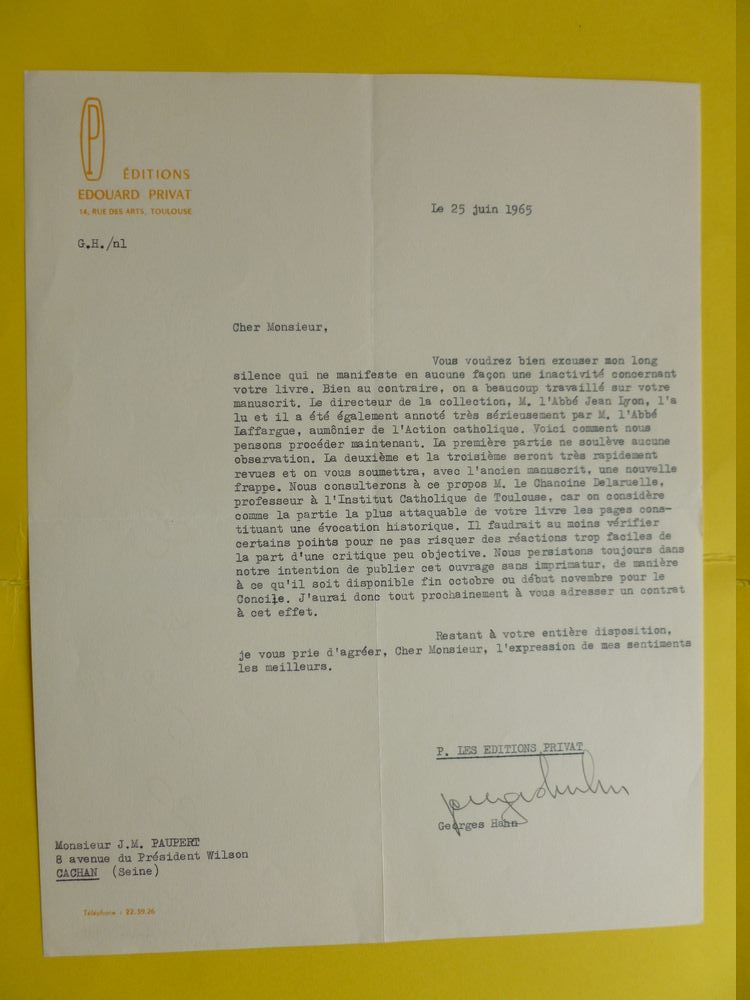 P
ÉDITIONS
EDOUARD PRIVAT
14, RUE DES ARTS, TOULOUSE
Le 25 juin 1965
G.H./nl
Cher Monsieur,
Vous voudrez bien excuser mon long
silence qui ne manifeste en aucune façon une inactivité concernant
votre livre. Bien au contraire, on a beaucoup travaillé sur votre
manuscrit. Le directeur de la collection, M. l'Abbé Jean Lyon, l'a
lu et il a été également annoté très sérieusement par M. l'Abbé
Laffargue, aumônier de l'Action catholique. Voici comment nous
pensons procéder maintenant. La première partie ne soulève aucune
observation. La deuxième et la troisième seront très rapidement
revues et on vous soumettra, avec l'ancien manuscrit, une nouvelle
frappe. Nous consulterons à ce propos M. le Chanoine Delaruelle,
professeur à l'Institut Catholique de Toulouse, car on considère
comme la partie la plus attaquable de votre livre les pages cons-
tituant une évocation historique. Il faudrait au moins vérifier
certains points pour ne pas risquer des réactions trop faciles de
la part d'une critique peu objective. Nous persistons toujours dans
notre intention de publier cet ouvrage sans imprimatur, de manière
à ce qu'il soit disponible fin octobre ou début novembre pour le
Concile. J'aurai donc tout prochainement à vous adresser un contrat
à cet effet.
Restant à votre entière disposition,
je vous prie d'agréer, Cher Monsieur, l'expression de mes sentiments
les meilleurs.
P. LES EDITIONS PRIVAT
Georges Hahn
Monsieur J.M. PAUPERT
8 avenue du Président Wilson
CACHAN (Seine)
Téléphone : 22.59.26